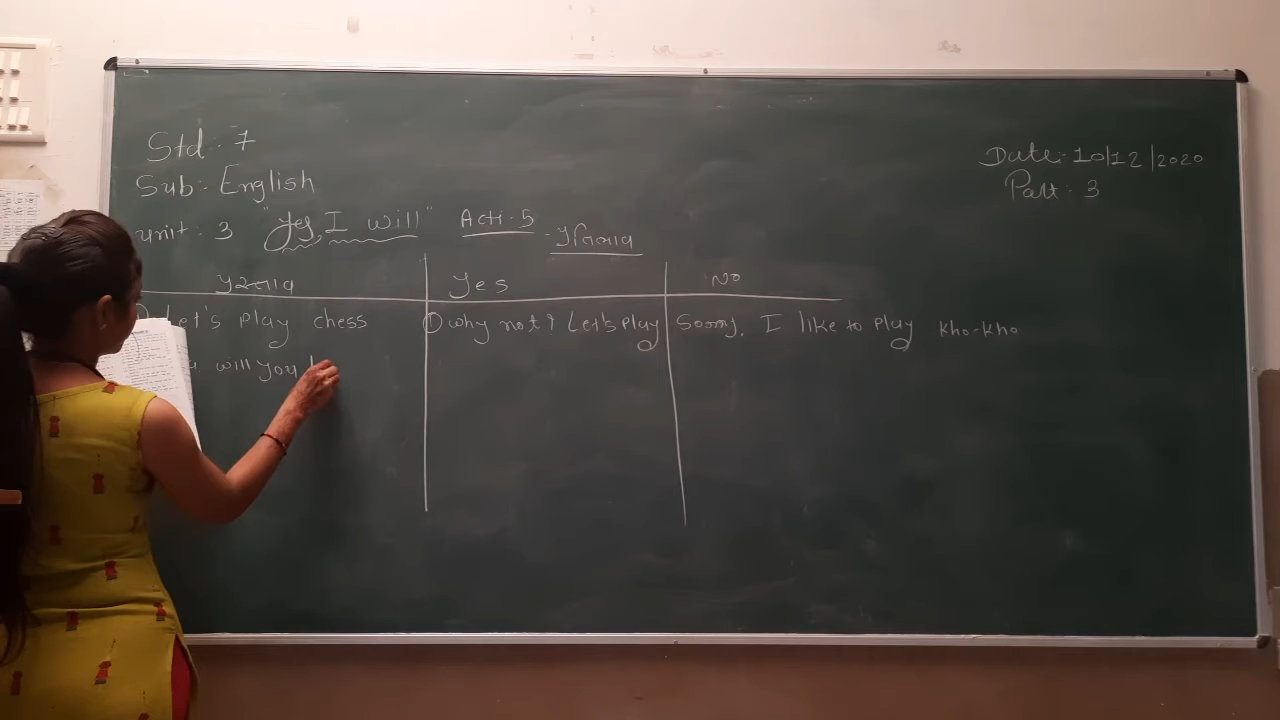 Std : 7
Date :- 10/12/2020
Sub :- English
Part : 3
Unit : 3 "Yes, I will" Acti - 5
પ્રસ્તાવ Yes No
Let's play chess ① why not? Let's play Sorry, I like to play kho-kho
will you